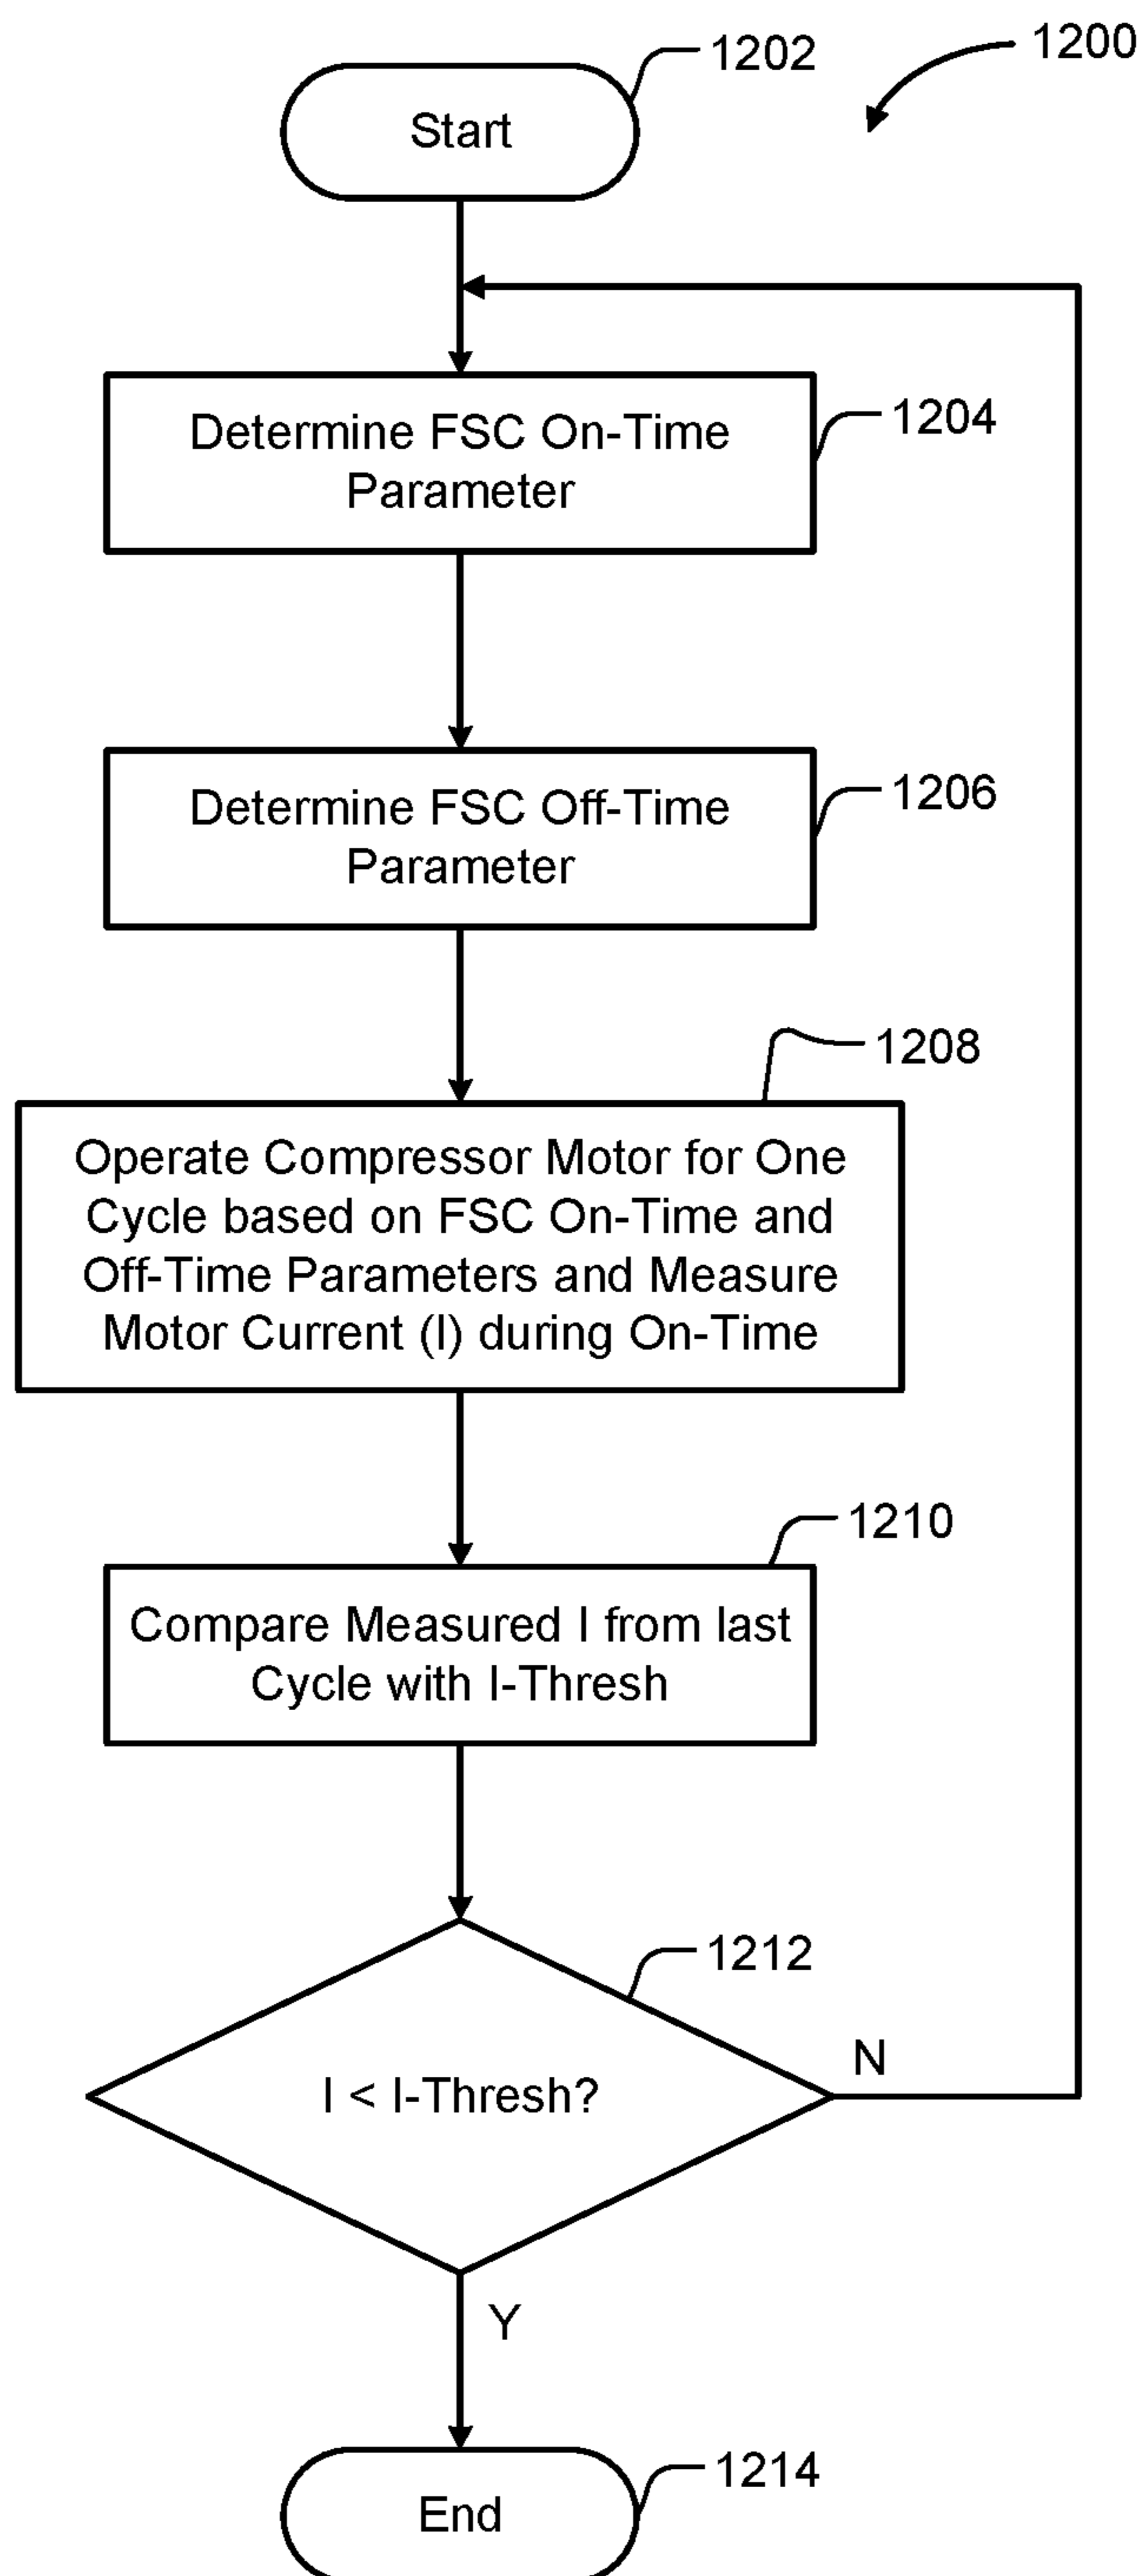 1200
1202
Start
Determine FSC On-Time
Parameter
1204
Determine FSC Off-Time
Parameter
1206
1208
Operate Compressor Motor for One
Cycle based on FSC On-Time and
Off-Time Parameters and Measure
Motor Current (I) during On-Time
1210
Compare Measured I from last
Cycle with I-Thresh
1212
I < I-Thresh?
N
Y
1214
End